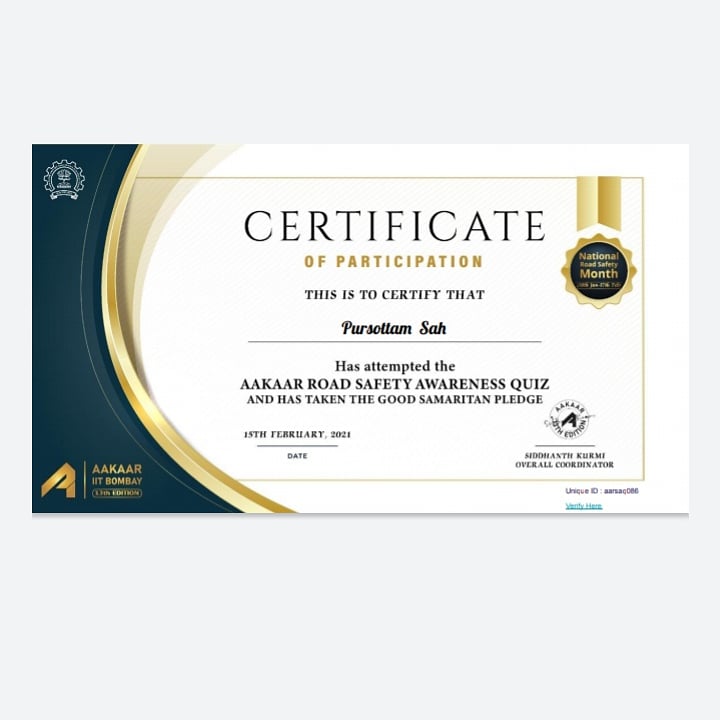 CERTIFICATE
OF PARTICIPATION
THIS IS TO CERTIFY THAT
Pursottam Sah
Has attempted the
AAKAAR ROAD SAFETY AWARENESS QUIZ
AND HAS TAKEN THE GOOD SAMARITAN PLEDGE
15TH FEBRUARY, 2021
DATE
National
Road Safety
Month
AAKAAR
13TH EDITION
SIDDHANTH KURMI
OVERALL COORDINATOR
AAKAAR
IIT BOMBAY
13th EDITION
Unique ID : aarsaq086
Verify Here